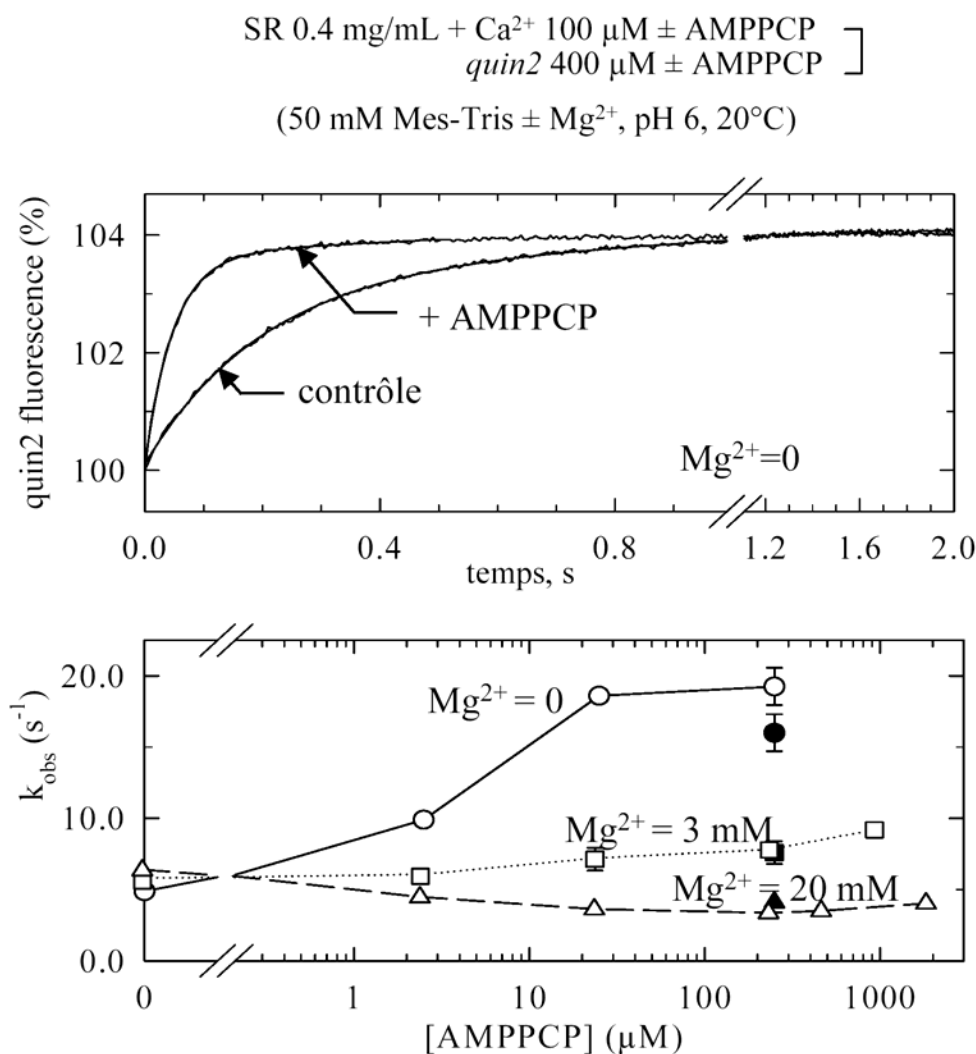 SR 0.4 mg/mL + Ca²⁺ 100 µM ± AMPPCP
quin2 400 µM ± AMPPCP
(50 mM Mes-Tris ± Mg²⁺, pH 6, 20°C)
quin2 fluorescence (%)
104
102
100
+ AMPPCP
contrôle
Mg²⁺=0
0.0 0.4 0.8 1.2 1.6 2.0
temps, s
k_obs (s⁻¹)
20.0
10.0
0.0
Mg²⁺ = 0
Mg²⁺ = 3 mM
Mg²⁺ = 20 mM
0 1 10 100 1000
[AMPPCP] (µM)